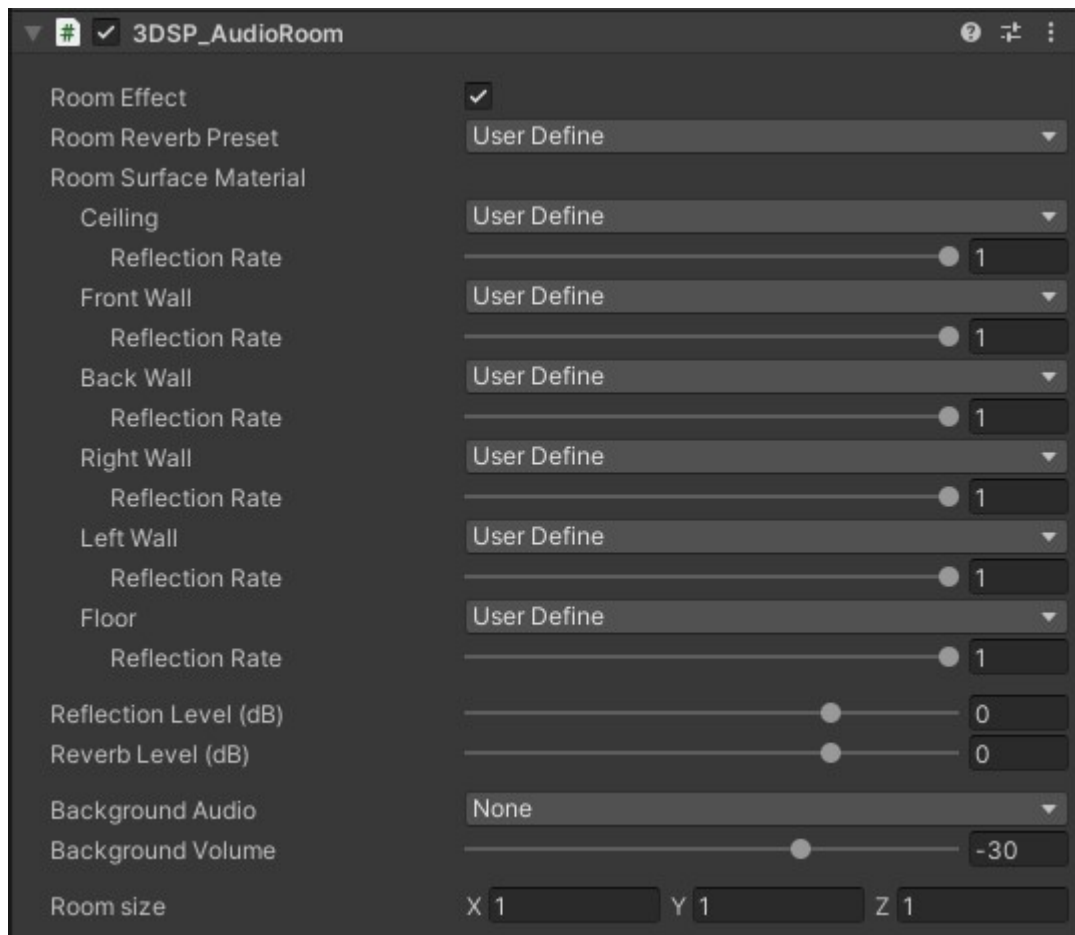 # 3DSP_AudioRoom
Room Effect
Room Reverb Preset User Define
Room Surface Material
Ceiling User Define
Reflection Rate 1
Front Wall User Define
Reflection Rate 1
Back Wall User Define
Reflection Rate 1
Right Wall User Define
Reflection Rate 1
Left Wall User Define
Reflection Rate 1
Floor User Define
Reflection Rate 1
Reflection Level (dB) 0
Reverb Level (dB) 0
Background Audio None
Background Volume -30
Room size X 1 Y 1 Z 1